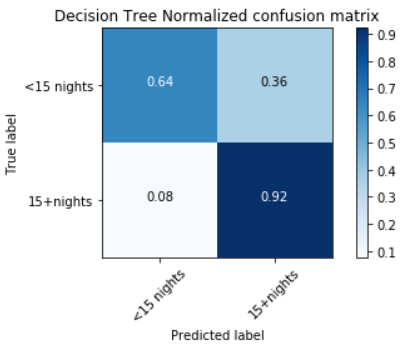 Decision Tree Normalized confusion matrix
True label
<15 nights
0.64
0.36
15+nights
0.08
0.92
<15 nights
15+nights
Predicted label
0.9
0.8
0.7
0.6
0.5
0.4
0.3
0.2
0.1